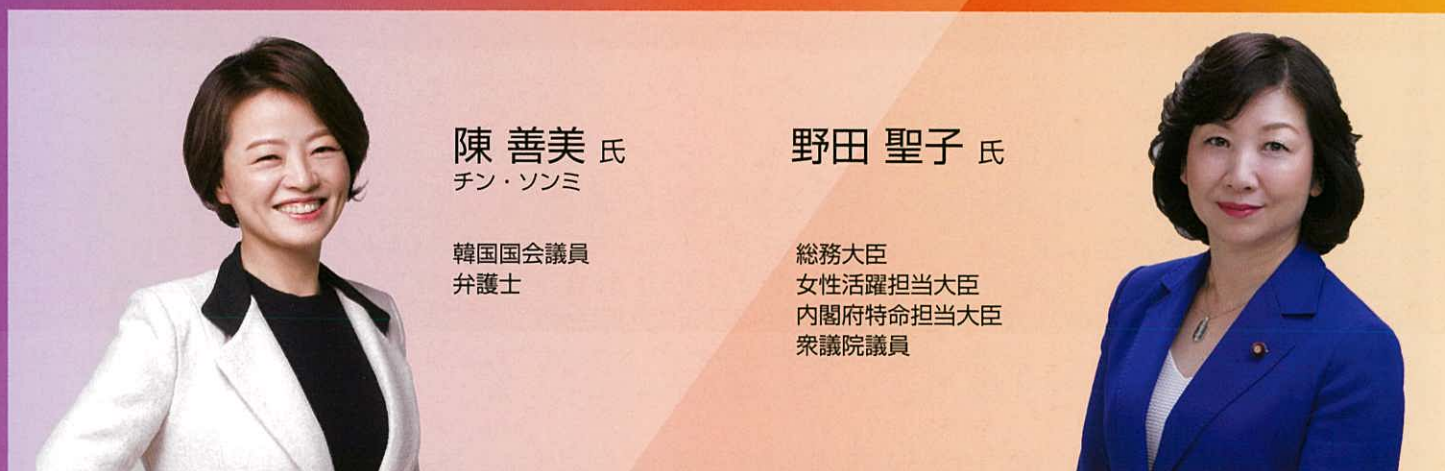 陳 善美 氏
チン・ソンミ
韓国国会議員
弁護士
野田 聖子 氏
総務大臣
女性活躍担当大臣
内閣府特命担当大臣
衆議院議員